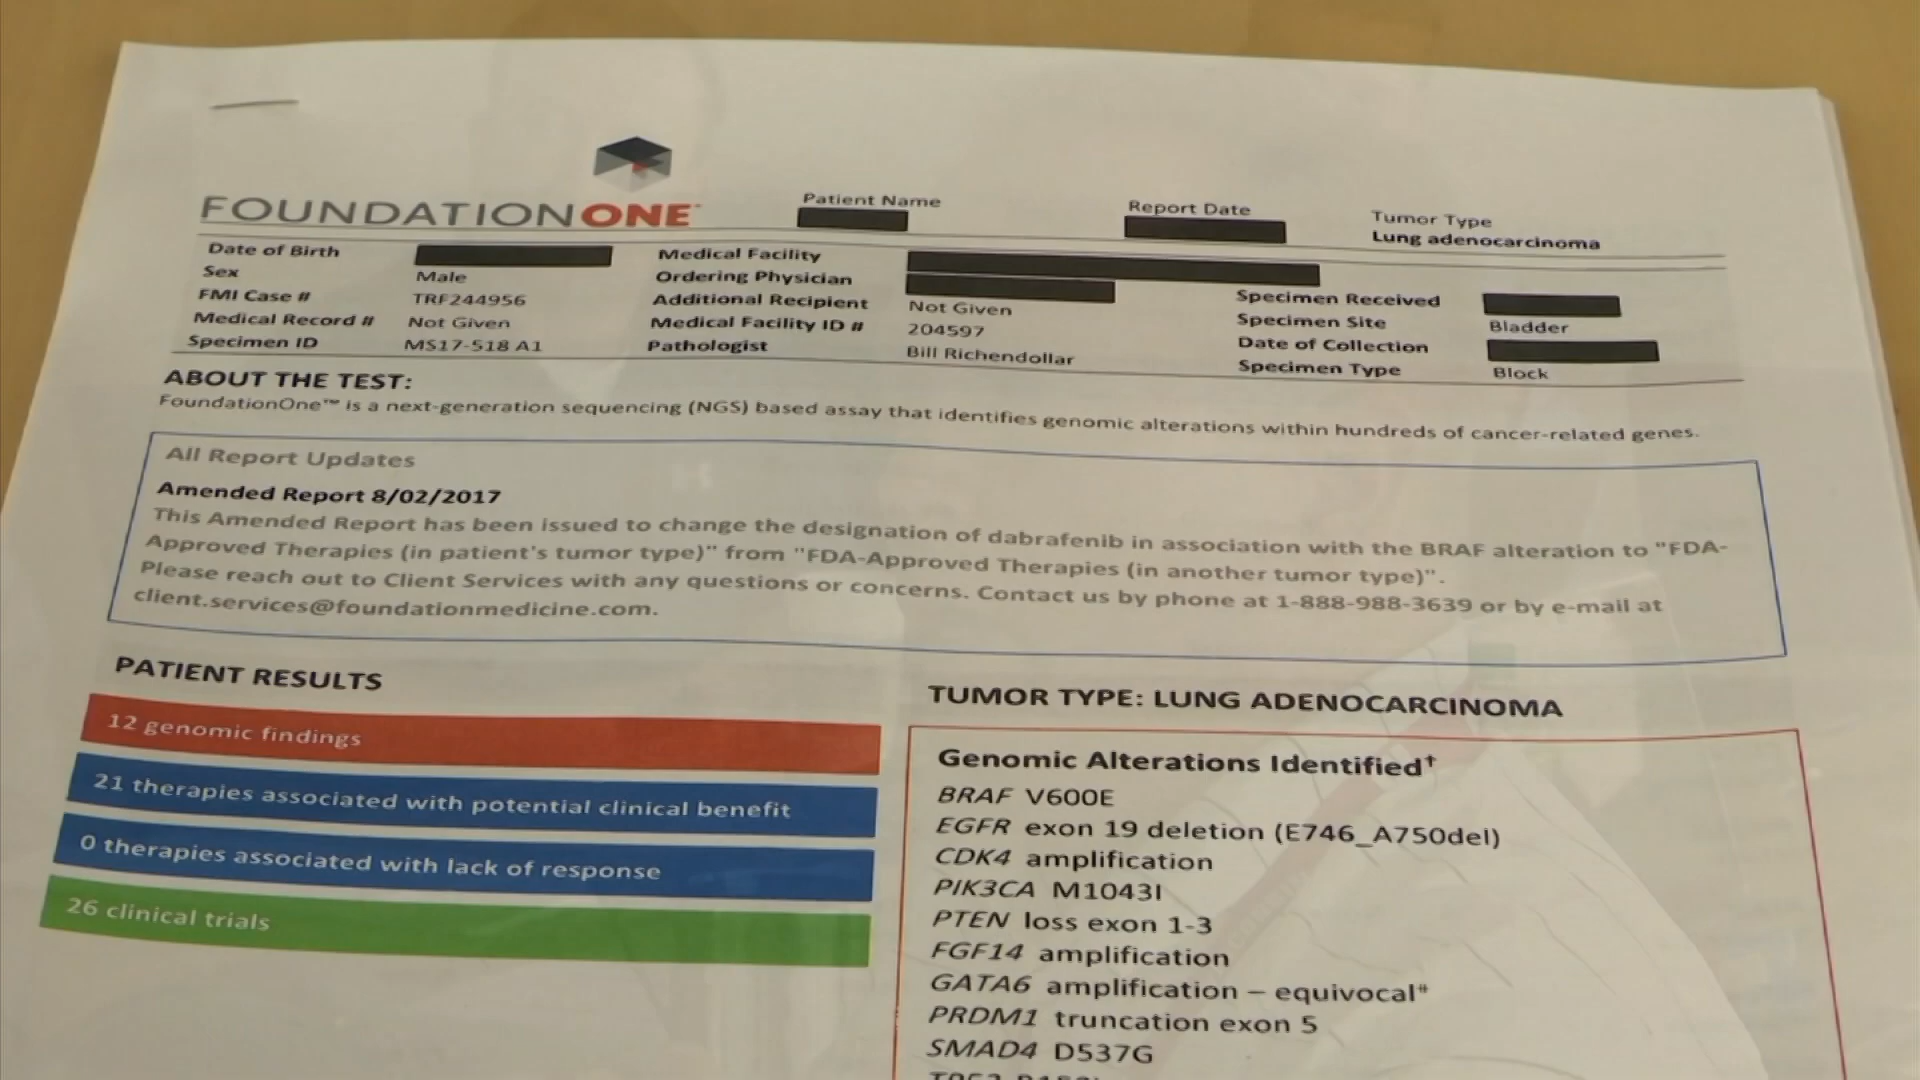 FOUNDATIONONE™
Patient Name
Report Date
Tumor Type
Lung adenocarcinoma
Date of Birth
Sex Male
FMI Case # TRF244956
Medical Record # Not Given
Specimen ID MS17-518 A1
Medical Facility
Ordering Physician
Additional Recipient Not Given
Medical Facility ID # 204597
Pathologist Bill Richendollar
Specimen Received
Specimen Site Bladder
Date of Collection
Specimen Type Block
ABOUT THE TEST:
FoundationOne™ is a next-generation sequencing (NGS) based assay that identifies genomic alterations within hundreds of cancer-related genes.
All Report Updates
Amended Report 8/02/2017
This Amended Report has been issued to change the designation of dabrafenib in association with the BRAF alteration to "FDA-
Approved Therapies (in patient's tumor type)" from "FDA-Approved Therapies (in another tumor type)".
Please reach out to Client Services with any questions or concerns. Contact us by phone at 1-888-988-3639 or by e-mail at
client.services@foundationmedicine.com.
PATIENT RESULTS
12 genomic findings
21 therapies associated with potential clinical benefit
0 therapies associated with lack of response
26 clinical trials
TUMOR TYPE: LUNG ADENOCARCINOMA
Genomic Alterations Identified†
BRAF V600E
EGFR exon 19 deletion (E746_A750del)
CDK4 amplification
PIK3CA M1043I
PTEN loss exon 1-3
FGF14 amplification
GATA6 amplification – equivocal#
PRDM1 truncation exon 5
SMAD4 D537G